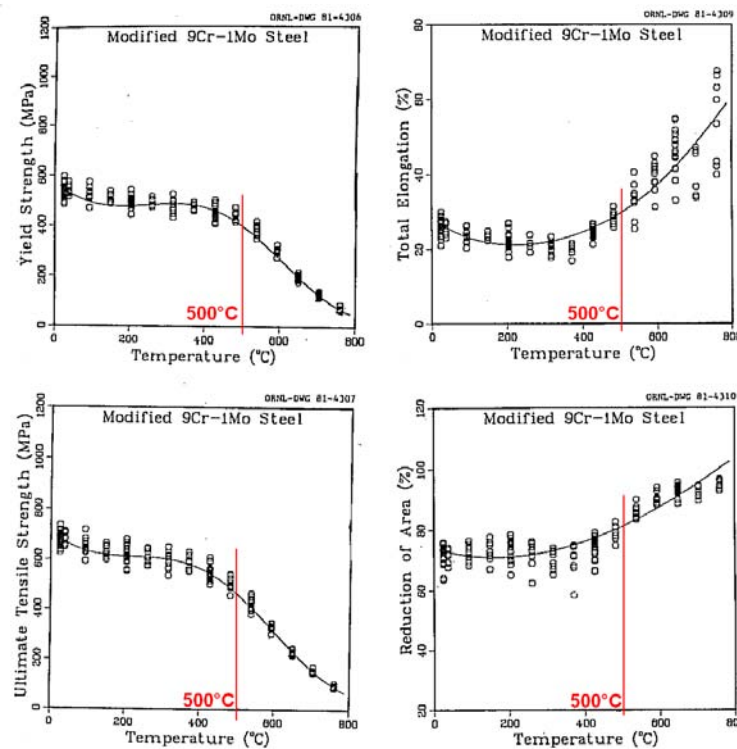 ORNL-DWG 81-4306
Modified 9Cr-1Mo Steel
1200
1000
800
600
400
200
0
Yield Strength (MPa)
500°C
0 200 400 600 800
Temperature (°C)
ORNL-DWG 81-4309
Modified 9Cr-1Mo Steel
80
60
40
20
0
Total Elongation (%)
500°C
0 200 400 600 800
Temperature (°C)
ORNL-DWG 81-4307
Modified 9Cr-1Mo Steel
1200
1000
800
600
400
200
0
Ultimate Tensile Strength (MPa)
500°C
0 200 400 600 800
Temperature (°C)
ORNL-DWG 81-4310
Modified 9Cr-1Mo Steel
120
100
80
60
40
20
Reduction of Area (%)
500°C
0 200 400 600 800
Temperature (°C)